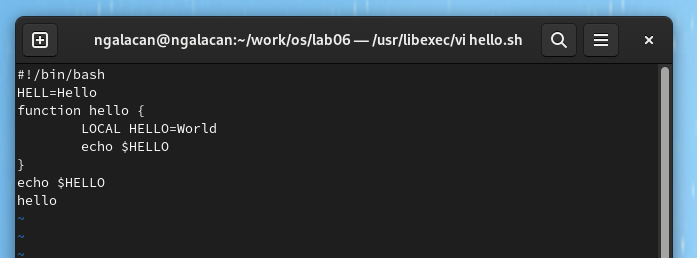 ngalacan@ngalacan:~/work/os/lab06 — /usr/libexec/vi hello.sh
#!/bin/bash
HELL=Hello
function hello {
        LOCAL HELLO=World
        echo $HELLO
}
echo $HELLO
hello
~
~
~